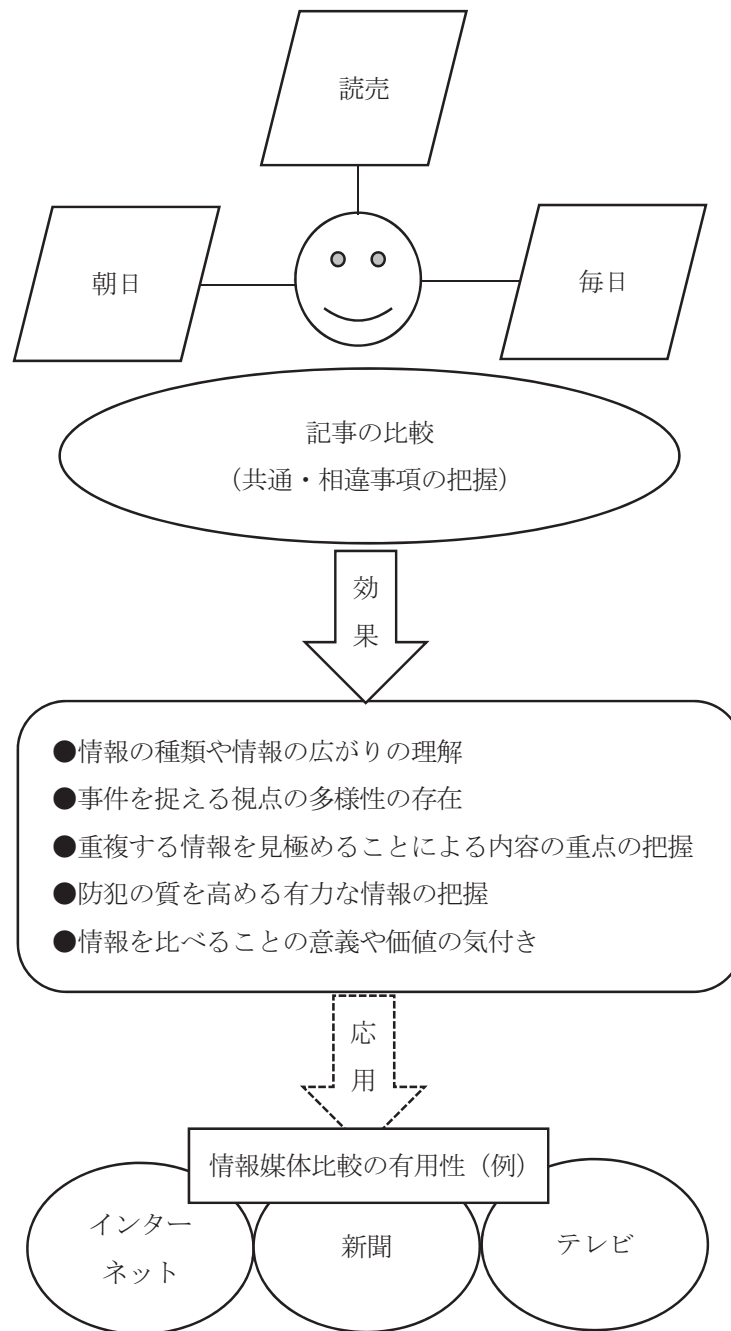 読売
朝日
毎日
記事の比較
（共通・相違事項の把握）
効
果
●情報の種類や情報の広がりの理解
●事件を捉える視点の多様性の存在
●重複する情報を見極めることによる内容の重点の把握
●防犯の質を高める有力な情報の把握
●情報を比べることの意義や価値の気付き
応
用
情報媒体比較の有用性（例）
インター
ネット
新聞
テレビ